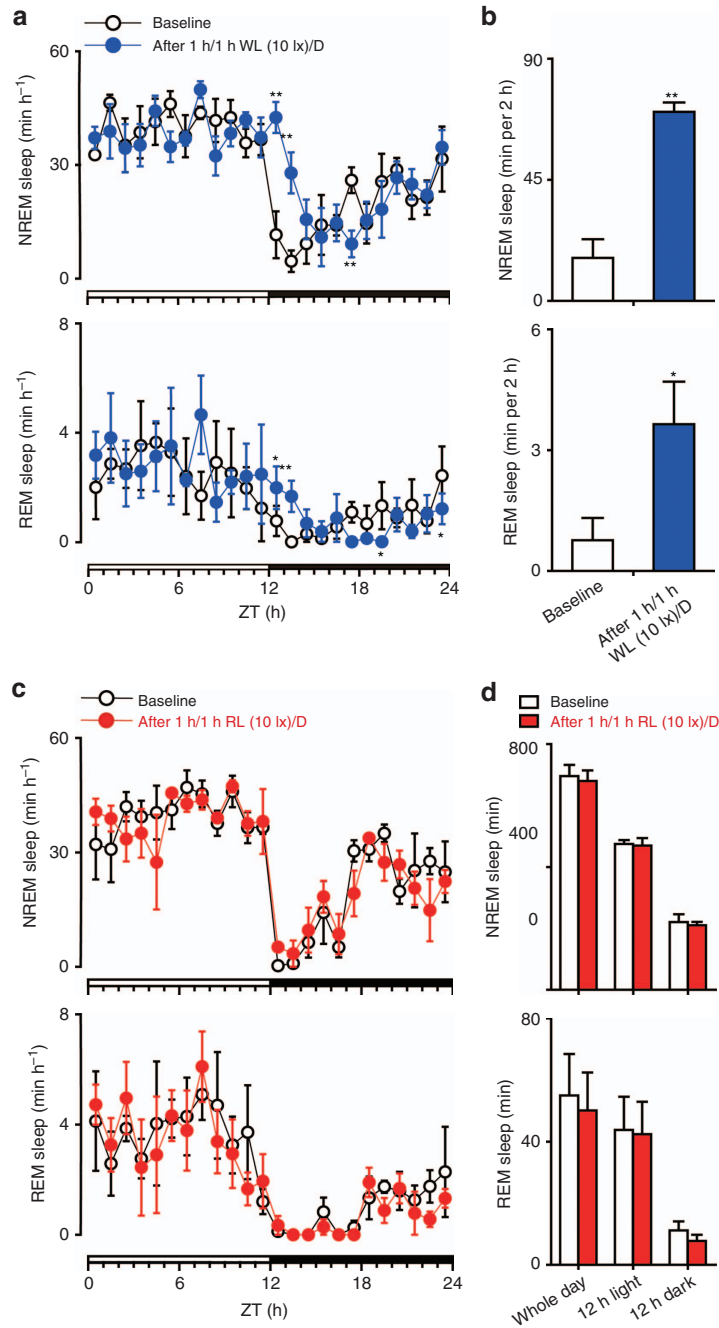 a
Baseline
After 1 h/1 h WL (10 lx)/D
60
30
0
NREM sleep (min h⁻¹)
**
**
**
8
4
0
REM sleep (min h⁻¹)
*
**
*
*
0
6
12
18
24
ZT (h)
b
90
45
0
NREM sleep (min per 2 h)
**
6
3
0
REM sleep (min per 2 h)
*
Baseline
After 1 h/1 h
WL (10 lx)/D
c
Baseline
After 1 h/1 h RL (10 lx)/D
60
30
0
NREM sleep (min h⁻¹)
8
4
0
REM sleep (min h⁻¹)
0
6
12
18
24
ZT (h)
d
Baseline
After 1 h/1 h RL (10 lx)/D
800
400
0
NREM sleep (min)
80
40
0
REM sleep (min)
Whole day
12 h light
12 h dark